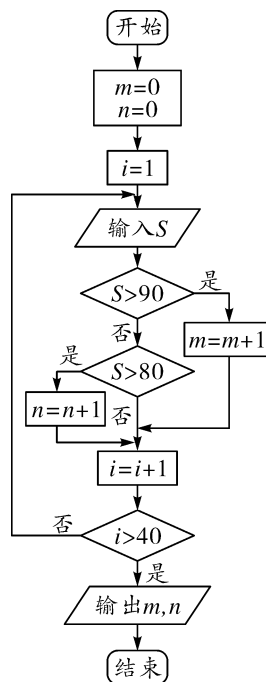 开始
m=0
n=0
i=1
输入S
S>90
是
否
m=m+1
S>80
是
否
n=n+1
i=i+1
i>40
否
是
输出m,n
结束